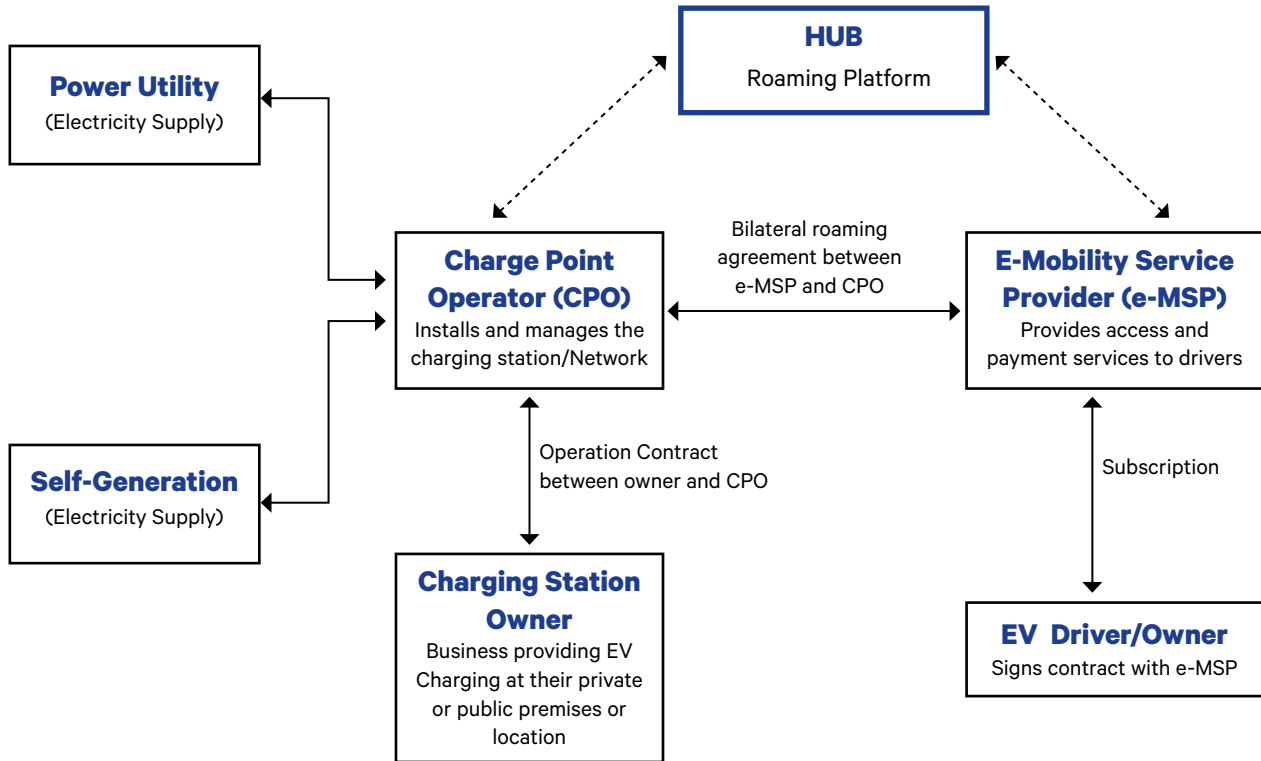 HUB
Roaming Platform
Power Utility
(Electricity Supply)
Charge Point
Operator (CPO)
Installs and manages the
charging station/Network
Bilateral roaming
agreement between
e-MSP and CPO
E-Mobility Service
Provider (e-MSP)
Provides access and
payment services to drivers
Self-Generation
(Electricity Supply)
Operation Contract
between owner and CPO
Subscription
Charging Station
Owner
Business providing EV
Charging at their private
or public premises or
location
EV Driver/Owner
Signs contract with e-MSP